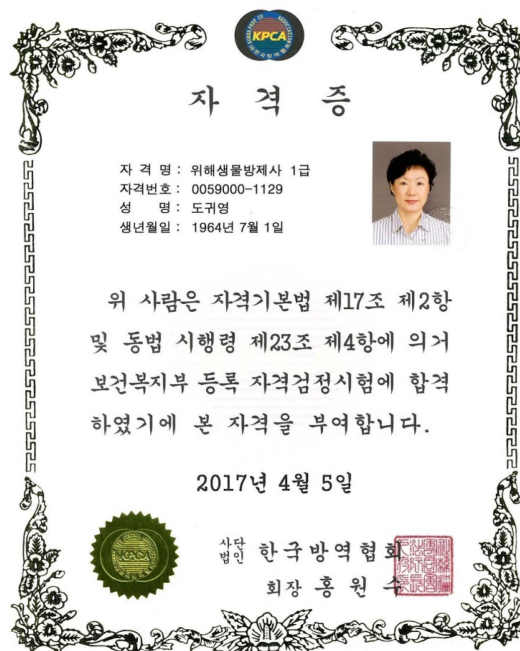 KPCA
자 격 증
자 격 명 : 위해생물방제사 1급
자격번호 : 0059000-1129
성 명 : 도귀영
생년월일 : 1964년 7월 1일
위 사람은 자격기본법 제17조 제2항
및 동법 시행령 제23조 제4항에 의거
보건복지부 등록 자격검정시험에 합격
하였기에 본 자격을 부여합니다.
2017년 4월 5일
사단법인 한국방역협회
회장 홍 원 수
KPCA